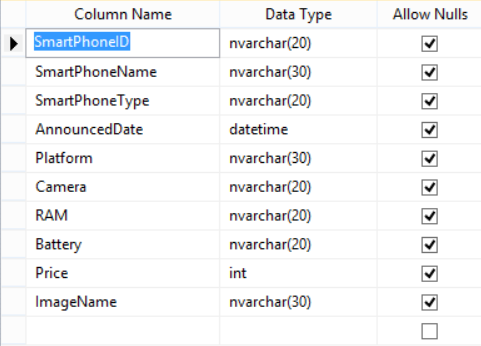 Column Name Data Type Allow Nulls
SmartPhoneID nvarchar(20)
SmartPhoneName nvarchar(30)
SmartPhoneType nvarchar(20)
AnnouncedDate datetime
Platform nvarchar(30)
Camera nvarchar(20)
RAM nvarchar(20)
Battery nvarchar(20)
Price int
ImageName nvarchar(30)